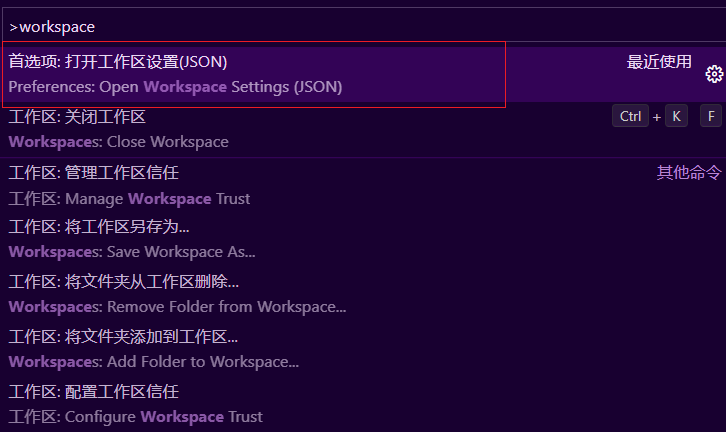 >workspace
首选项: 打开工作区设置(JSON) 最近使用
Preferences: Open Workspace Settings (JSON)
工作区: 关闭工作区 Ctrl + K F
Workspaces: Close Workspace
工作区: 管理工作区信任 其他命令
工作区: Manage Workspace Trust
工作区: 将工作区另存为...
Workspaces: Save Workspace As...
工作区: 将文件夹从工作区删除...
Workspaces: Remove Folder from Workspace...
工作区: 将文件夹添加到工作区...
Workspaces: Add Folder to Workspace...
工作区: 配置工作区信任
工作区: Configure Workspace Trust